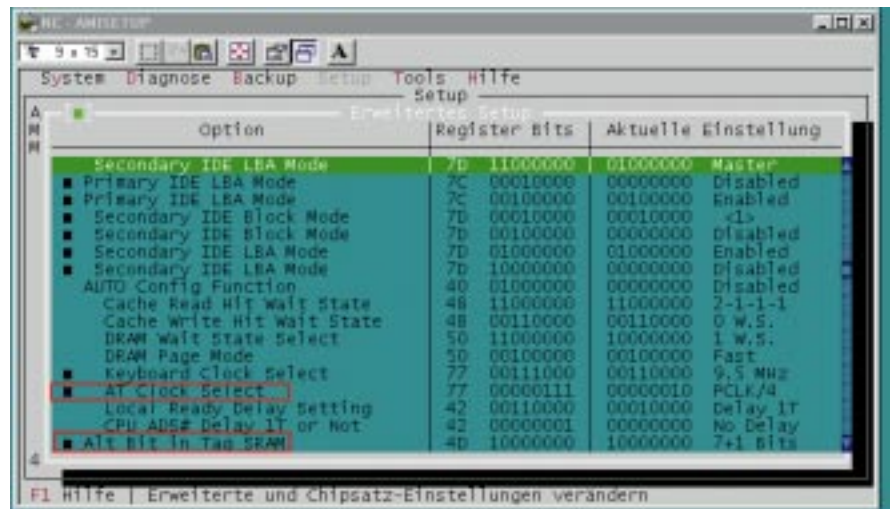 NC - AMISETUP
9 x 15 A
System Diagnose Backup Setup Tools Hilfe
Setup
Erweitertes Setup
A
M
M
Option Register Bits Aktuelle Einstellung
Secondary IDE LBA Mode 7D 11000000 01000000 Master
Primary IDE LBA Mode 7C 00010000 00000000 Disabled
Primary IDE LBA Mode 7C 00100000 00100000 Enabled
Secondary IDE Block Mode 7D 00010000 00010000 <1>
Secondary IDE Block Mode 7D 00100000 00000000 Disabled
Secondary IDE LBA Mode 7D 01000000 01000000 Enabled
Secondary IDE LBA Mode 7D 10000000 00000000 Disabled
AUTO Config Function 40 01000000 00000000 Disabled
Cache Read Hit Wait State 48 11000000 11000000 2-1-1-1
Cache Write Hit Wait State 48 00110000 00110000 0 W.S.
DRAM Wait State Select 50 11000000 10000000 1 W.S.
DRAM Page Mode 50 00100000 00100000 Fast
Keyboard Clock Select 77 00111000 00110000 9.5 MHz
AT Clock Select 77 00000111 00000010 PCLK/4
Local Ready Delay Setting 42 00110000 00010000 Delay 1T
CPU ADS# Delay 1T or Not 42 00000001 00000000 No Delay
Alt Bit in Tag SRAM 4D 10000000 10000000 7+1 Bits
4
F1 Hilfe | Erweiterte und Chipsatz-Einstellungen verändern